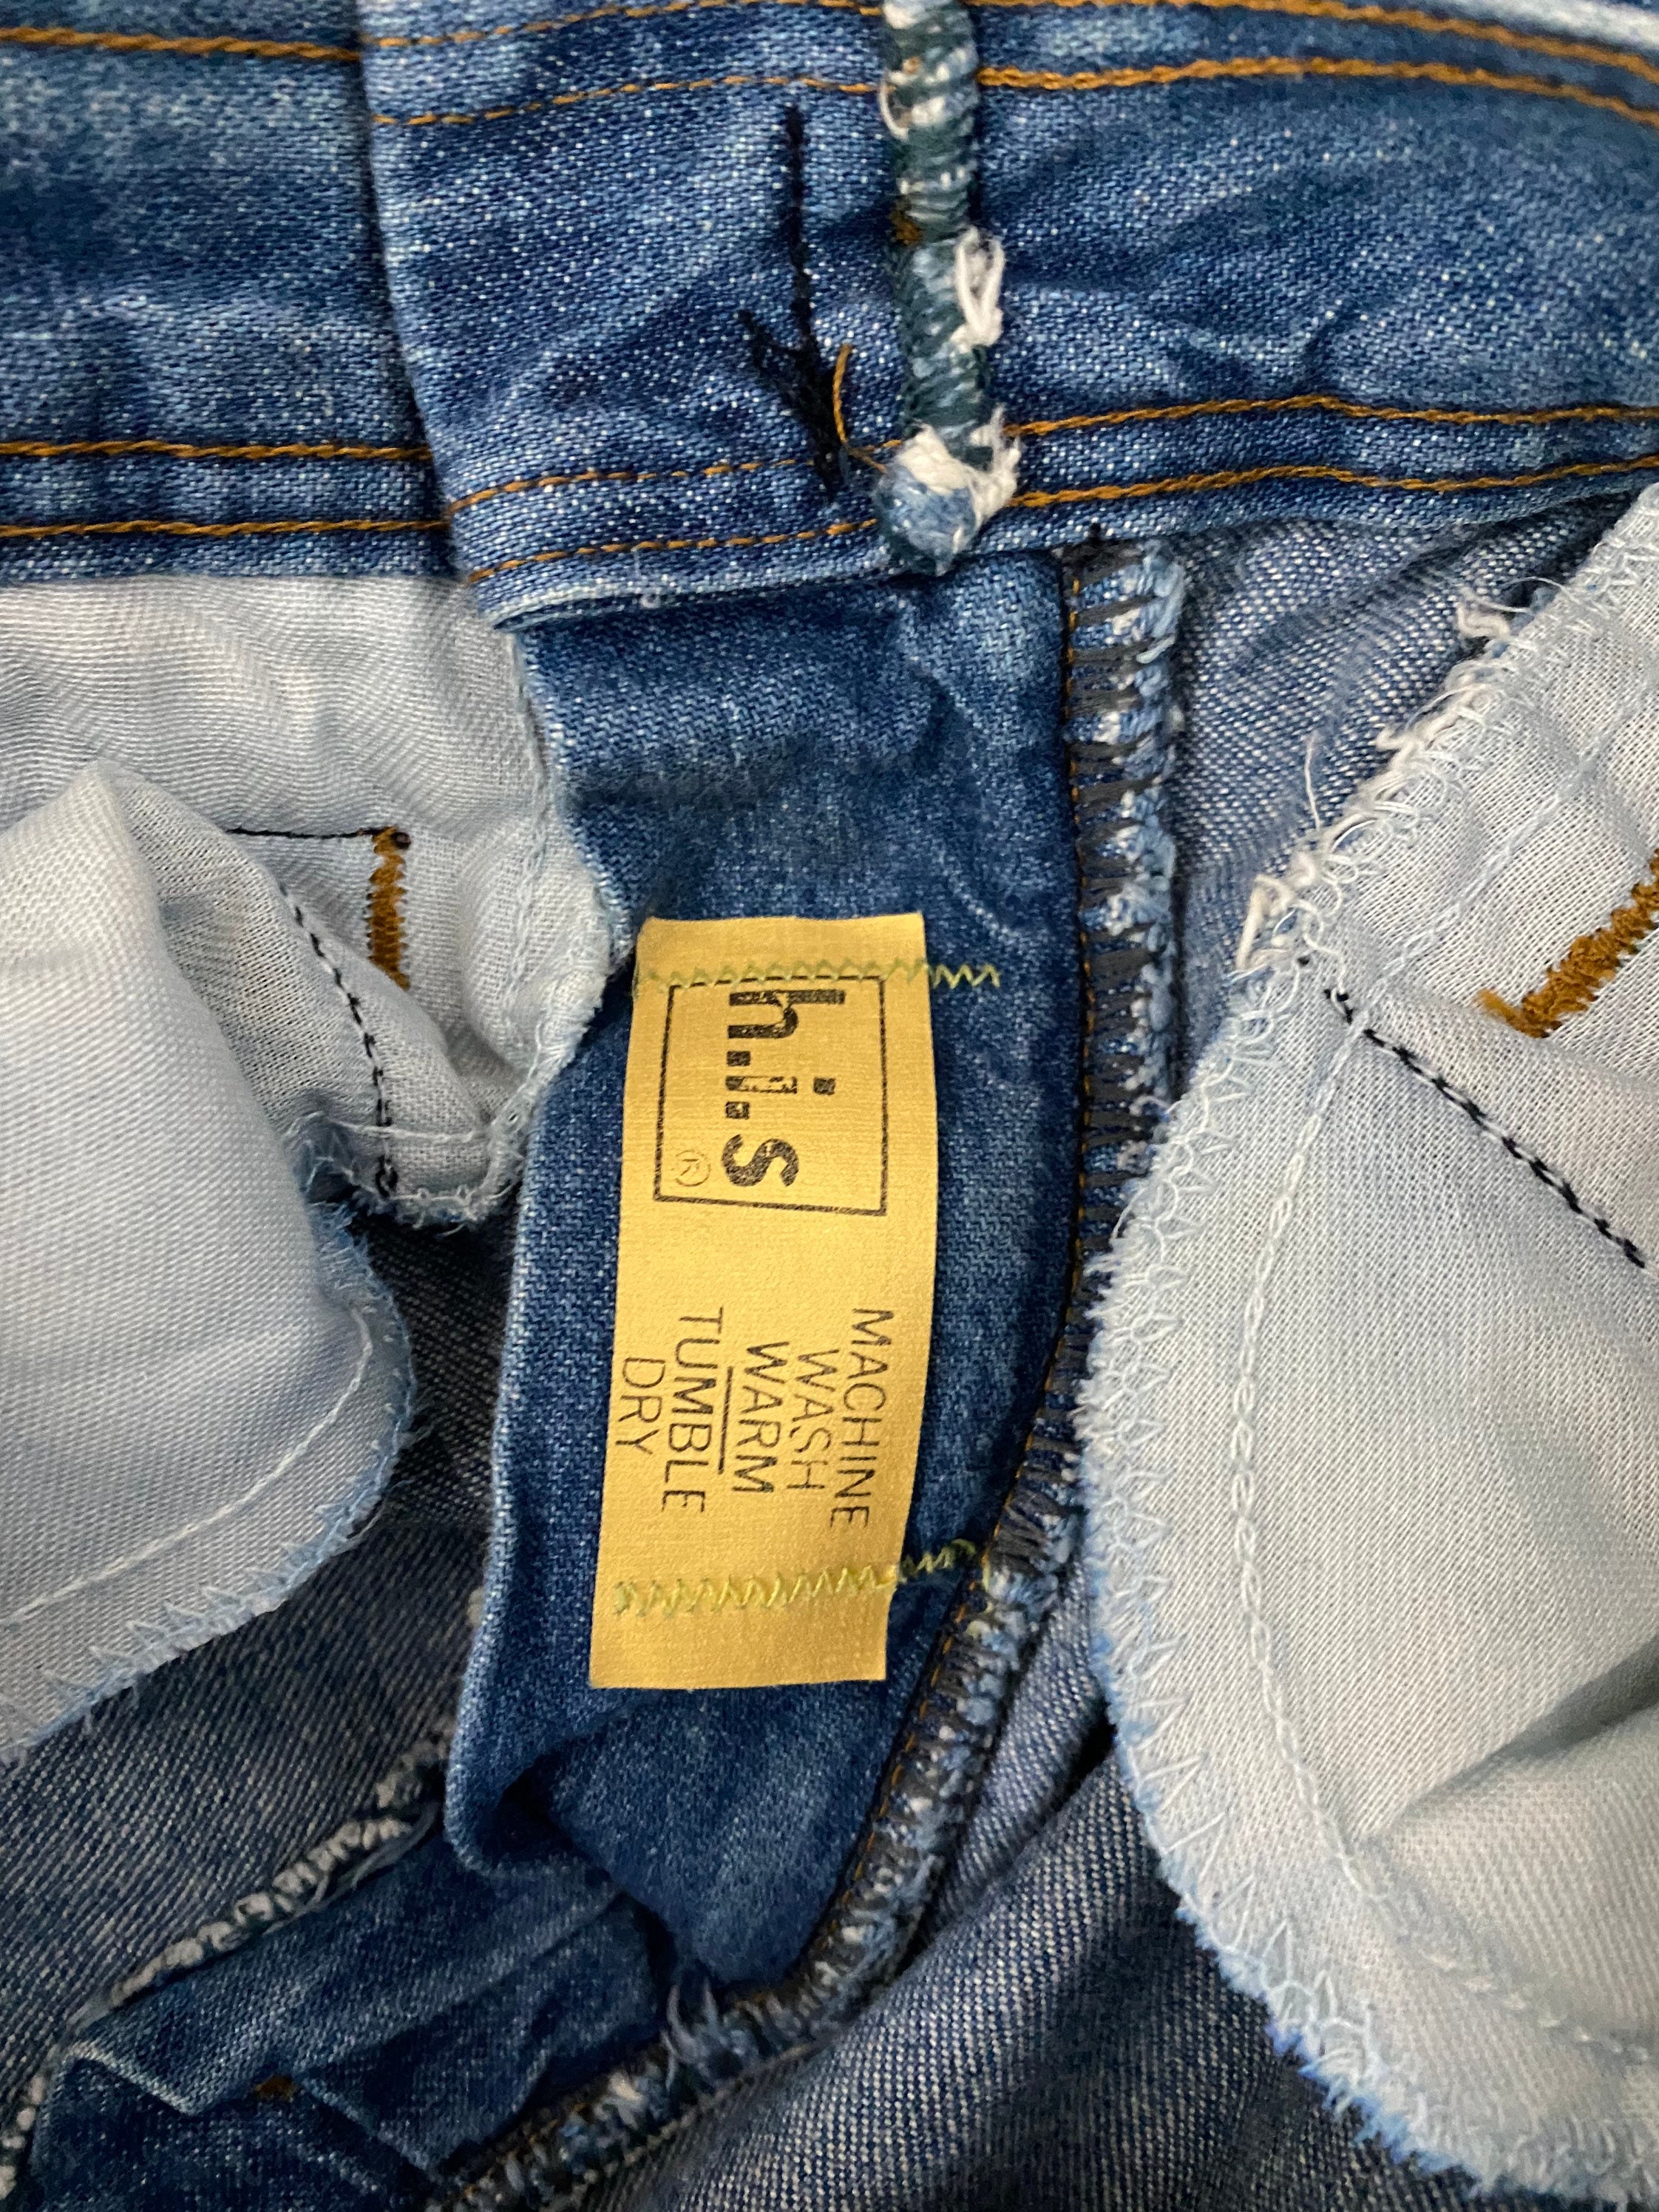 h.i.s
®
MACHINE
WASH
WARM
TUMBLE
DRY